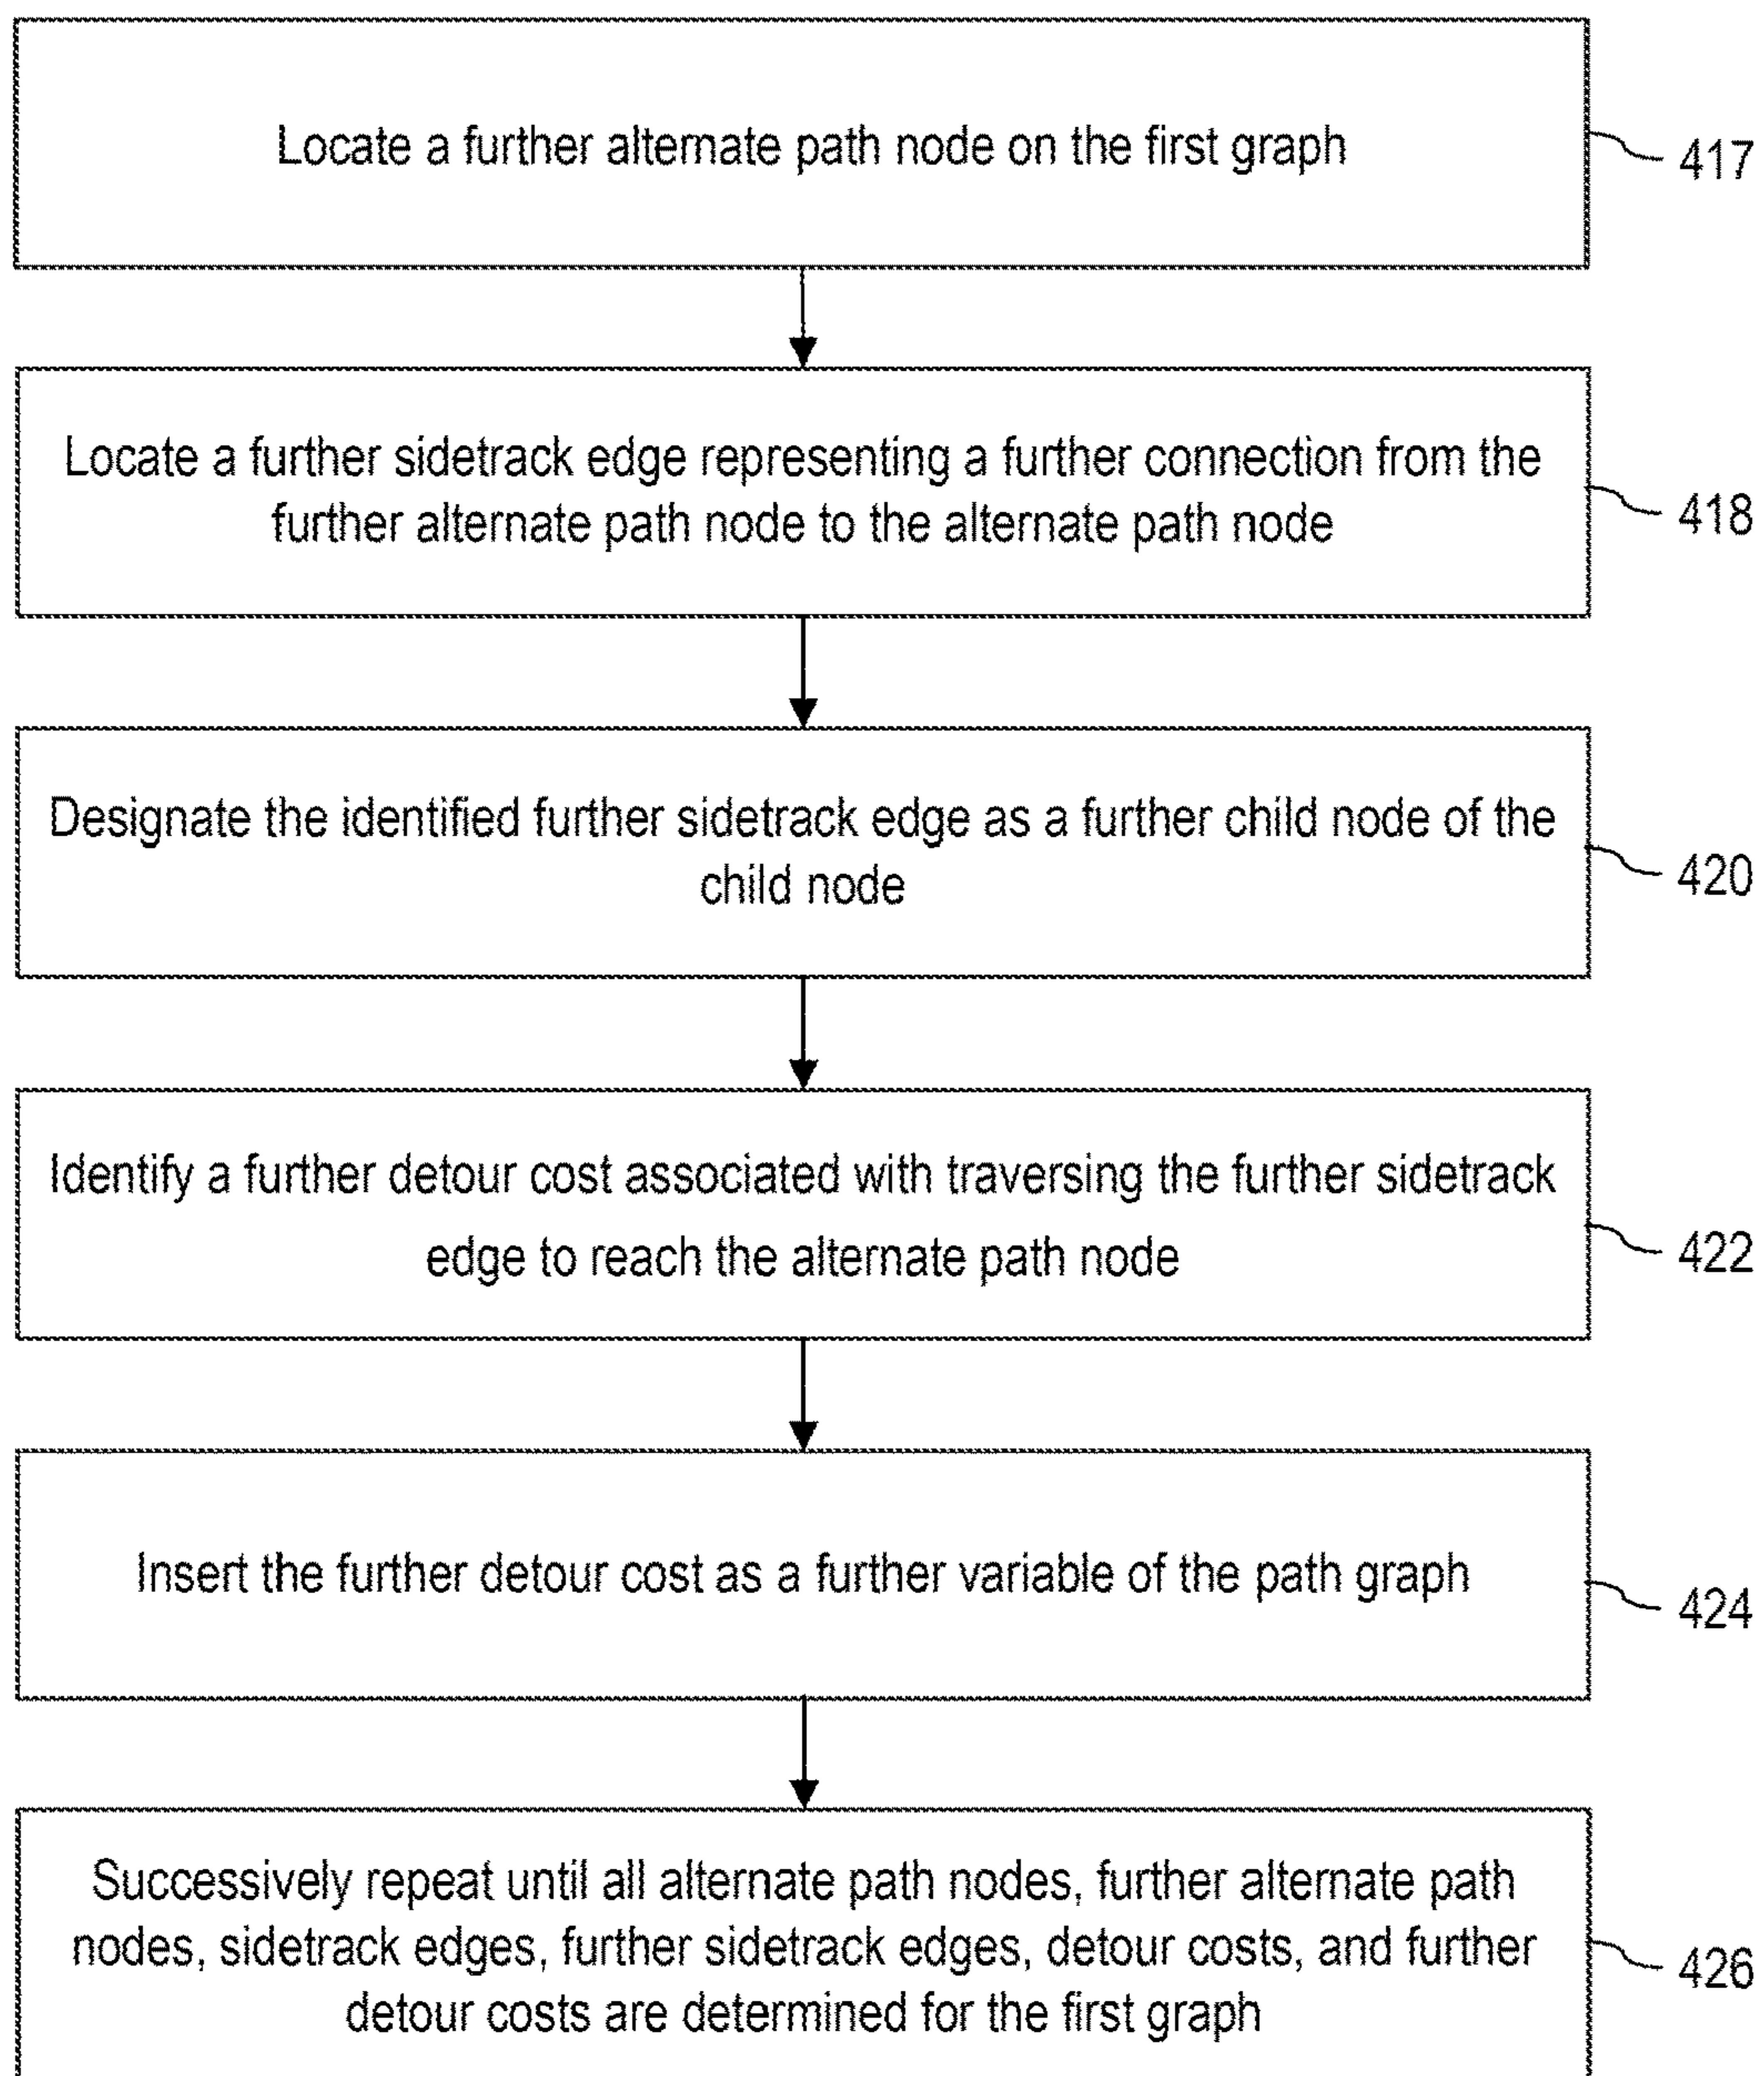 Locate a further alternate path node on the first graph
417
Locate a further sidetrack edge representing a further connection from the
further alternate path node to the alternate path node
418
Designate the identified further sidetrack edge as a further child node of the
child node
420
Identify a further detour cost associated with traversing the further sidetrack
edge to reach the alternate path node
422
Insert the further detour cost as a further variable of the path graph
424
Successively repeat until all alternate path nodes, further alternate path
nodes, sidetrack edges, further sidetrack edges, detour costs, and further
detour costs are determined for the first graph
426